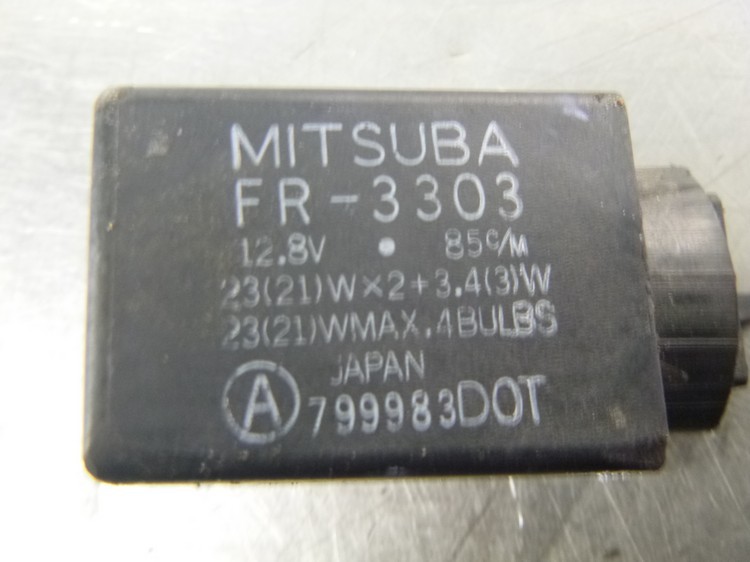 MITSUBA
FR-3303
12.8V • 85c/M
23(21)W×2+3.4(3)W
23(21)WMAX.4BULBS
JAPAN
Ⓐ 799983DOT